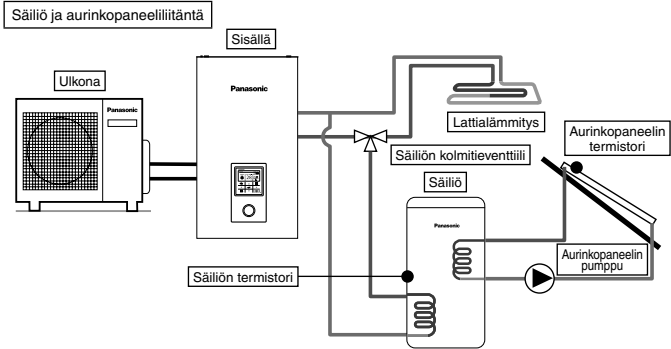 Säiliö ja aurinkopaneeliliitäntä
Sisällä
Ulkona
Panasonic
Panasonic
Lattialämmitys
Aurinkopaneelin
termistori
Säiliön kolmitieventtiili
Säiliö
Panasonic
Säiliön termistori
Aurinkopaneelin
pumppu